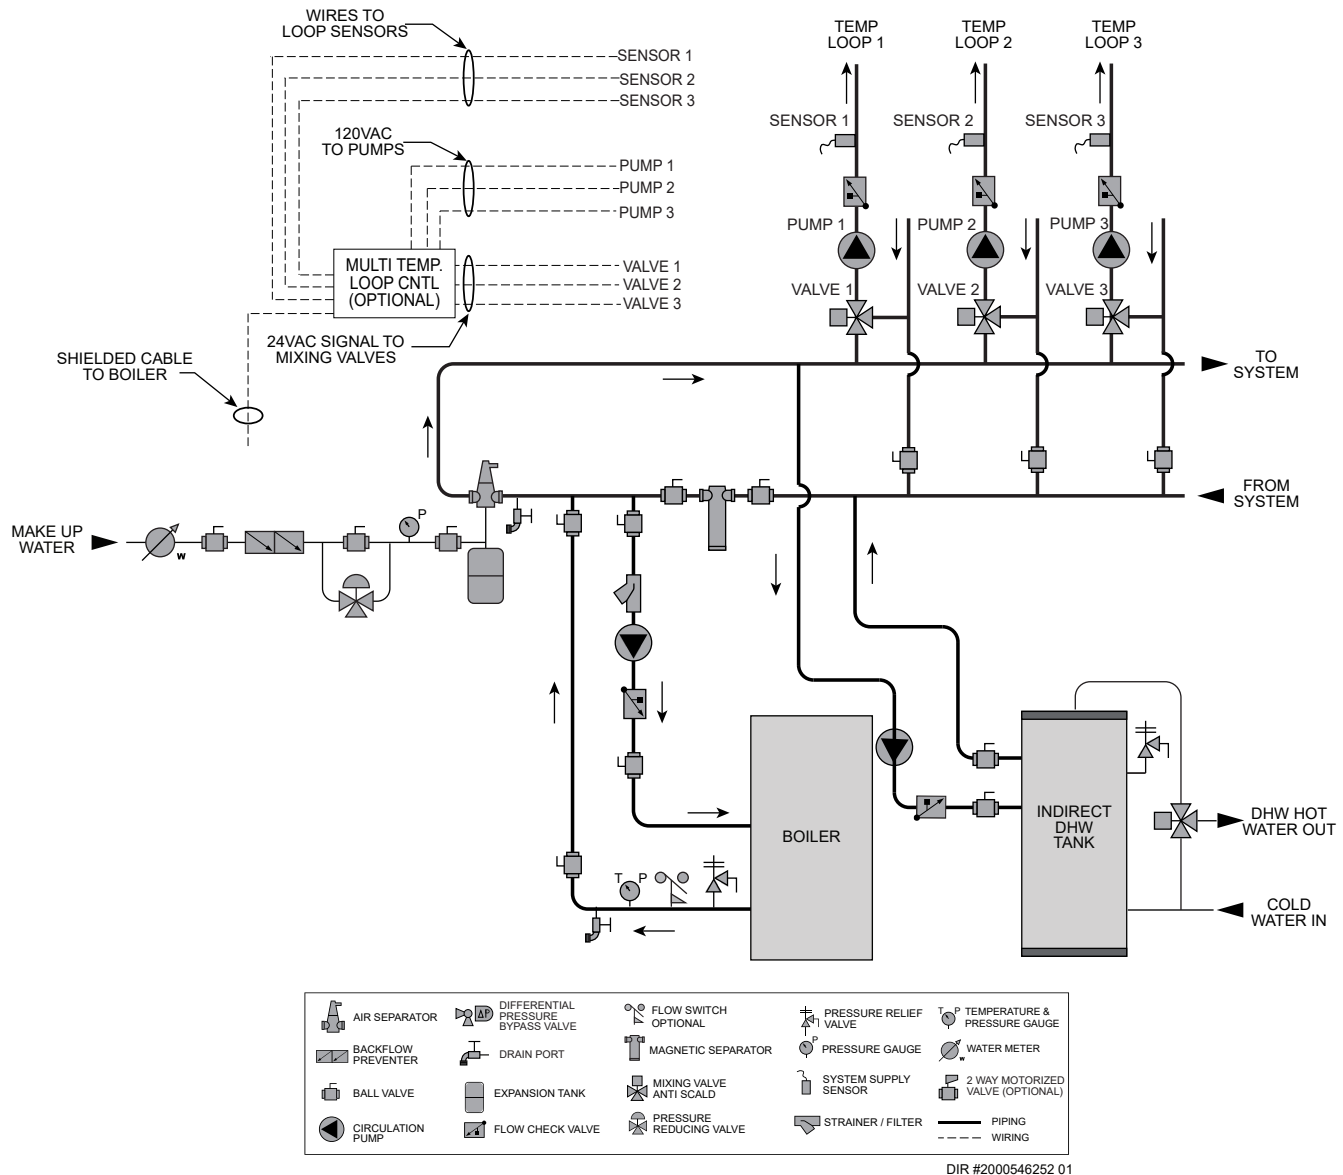 WIRES TO
LOOP SENSORS
SENSOR 1
SENSOR 2
SENSOR 3
120VAC
TO PUMPS
PUMP 1
PUMP 2
PUMP 3
MULTI TEMP.
LOOP CNTL
(OPTIONAL)
VALVE 1
VALVE 2
VALVE 3
24VAC SIGNAL TO
MIXING VALVES
SHIELDED CABLE
TO BOILER
TEMP
LOOP 1
TEMP
LOOP 2
TEMP
LOOP 3
SENSOR 1
SENSOR 2
SENSOR 3
PUMP 1
PUMP 2
PUMP 3
VALVE 1
VALVE 2
VALVE 3
TO
SYSTEM
FROM
SYSTEM
MAKE UP
WATER
W
P
BOILER
T P
INDIRECT
DHW
TANK
DHW HOT
WATER OUT
COLD
WATER IN
AIR SEPARATOR
BACKFLOW
PREVENTER
BALL VALVE
CIRCULATION
PUMP
ΔP
DIFFERENTIAL
PRESSURE
BYPASS VALVE
DRAIN PORT
EXPANSION TANK
FLOW CHECK VALVE
FLOW SWITCH
OPTIONAL
MAGNETIC SEPARATOR
MIXING VALVE
ANTI SCALD
PRESSURE
REDUCING VALVE
PRESSURE RELIEF
VALVE
P
PRESSURE GAUGE
SYSTEM SUPPLY
SENSOR
STRAINER / FILTER
T P
TEMPERATURE &
PRESSURE GAUGE
W
WATER METER
2 WAY MOTORIZED
VALVE (OPTIONAL)
PIPING
WIRING
DIR #2000546252 01